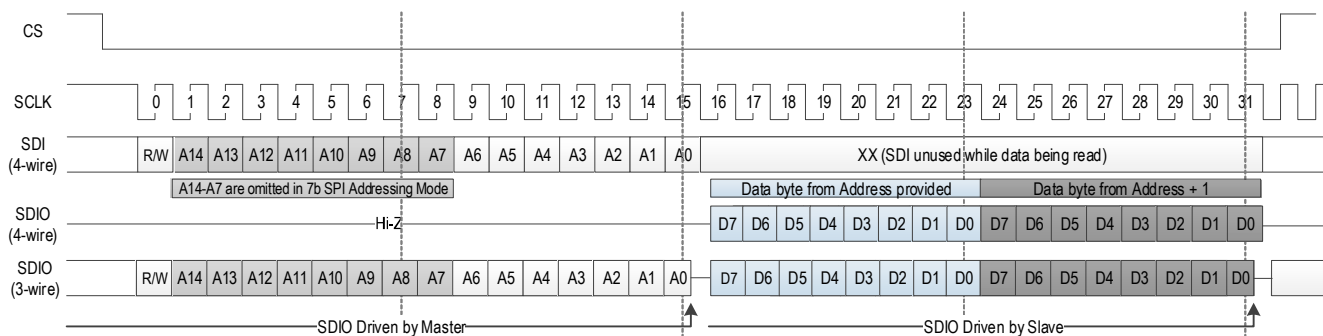 CS
SCLK 0 1 2 3 4 5 6 7 8 9 10 11 12 13 14 15 16 17 18 19 20 21 22 23 24 25 26 27 28 29 30 31
SDI (4-wire) R/W A14 A13 A12 A11 A10 A9 A8 A7 A6 A5 A4 A3 A2 A1 A0 XX (SDI unused while data being read)
A14-A7 are omitted in 7b SPI Addressing Mode Data byte from Address provided Data byte from Address + 1
SDIO (4-wire) Hi-Z D7 D6 D5 D4 D3 D2 D1 D0 D7 D6 D5 D4 D3 D2 D1 D0
SDIO (3-wire) R/W A14 A13 A12 A11 A10 A9 A8 A7 A6 A5 A4 A3 A2 A1 A0 D7 D6 D5 D4 D3 D2 D1 D0 D7 D6 D5 D4 D3 D2 D1 D0
SDIO Driven by Master SDIO Driven by Slave